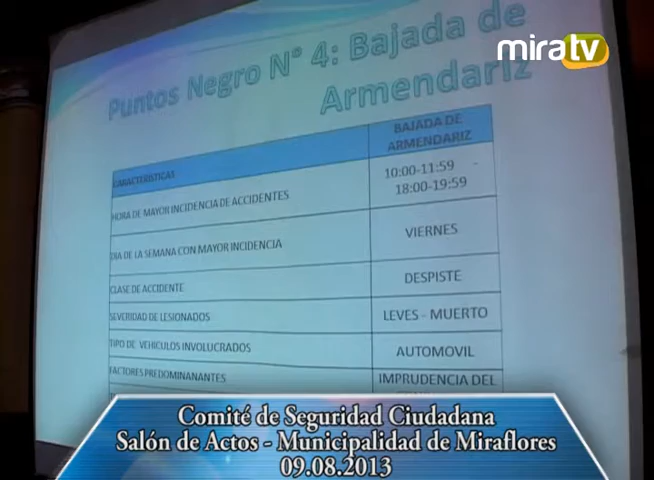 miratv
Puntos Negro N° 4: Bajada de
Armendariz
CARACTERISTICAS
BAJADA DE
ARMENDARIZ
HORA DE MAYOR INCIDENCIA DE ACCIDENTES
10:00-11:59 -
18:00-19:59
DIA DE LA SEMANA CON MAYOR INCIDENCIA
VIERNES
CLASE DE ACCIDENTE
DESPISTE
SEVERIDAD DE LESIONADOS
LEVES - MUERTO
TIPO DE VEHICULOS INVOLUCRADOS
AUTOMOVIL
FACTORES PREDOMINANANTES
IMPRUDENCIA DEL
Comité de Seguridad Ciudadana
Salón de Actos - Municipalidad de Miraflores
09.08.2013